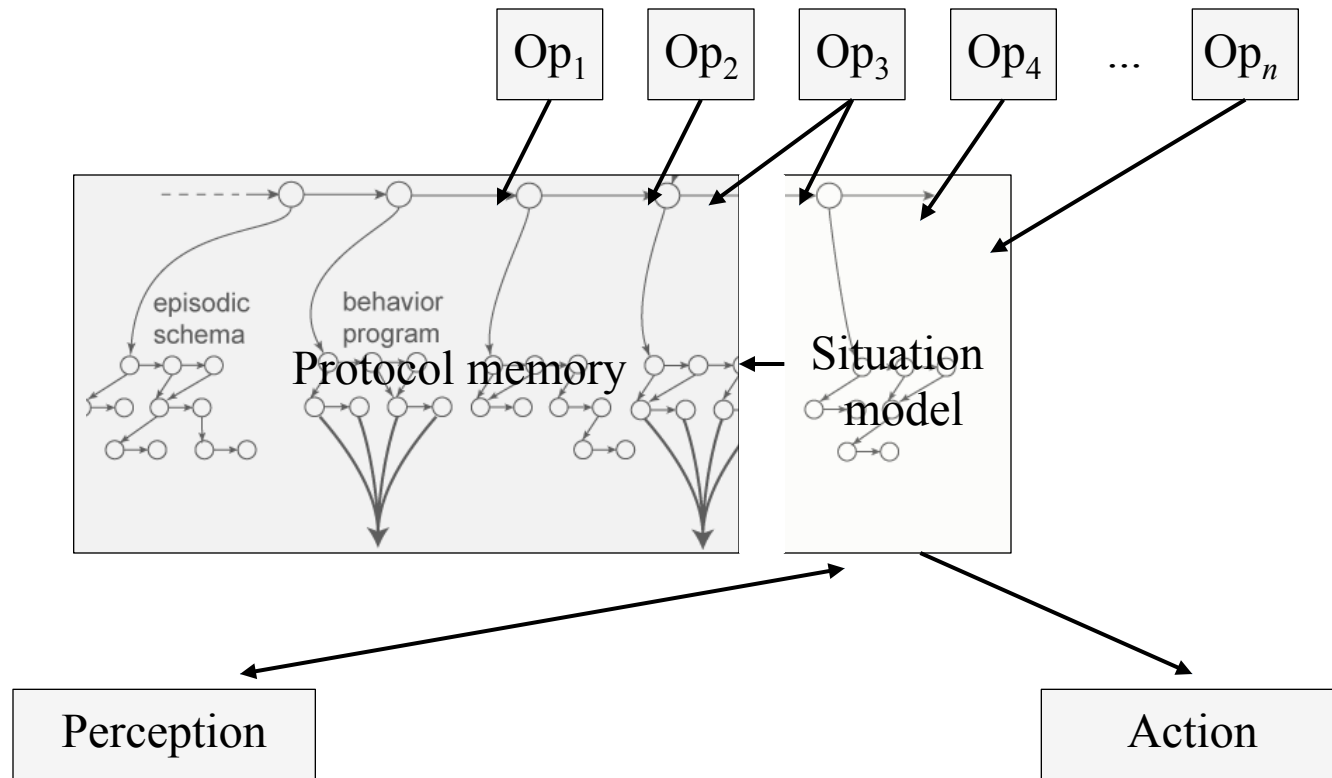 Op₁ Op₂ Op₃ Op₄ ... Opₙ
episodic
schema
behavior
program
Protocol memory
Situation
model
Perception
Action